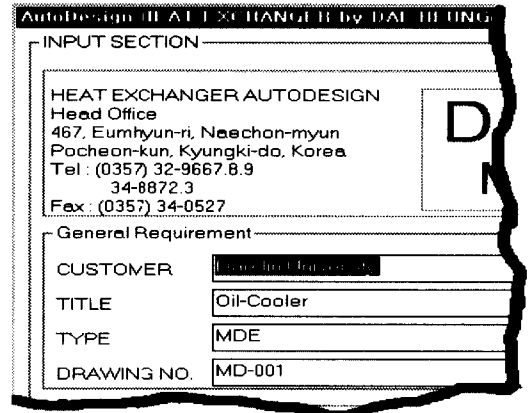 AutoDesign HEAT EXCHANGER by DAE HEUNG
INPUT SECTION
HEAT EXCHANGER AUTODESIGN
Head Office
467, Eumhyun-ri, Naechon-myun
Pocheon-kun, Kyungki-do, Korea
Tel : (0357) 32-9667.8.9
34-8872.3
Fax : (0357) 34-0527
General Requirement
CUSTOMER
TITLE Oil-Cooler
TYPE MDE
DRAWING NO. MD-001